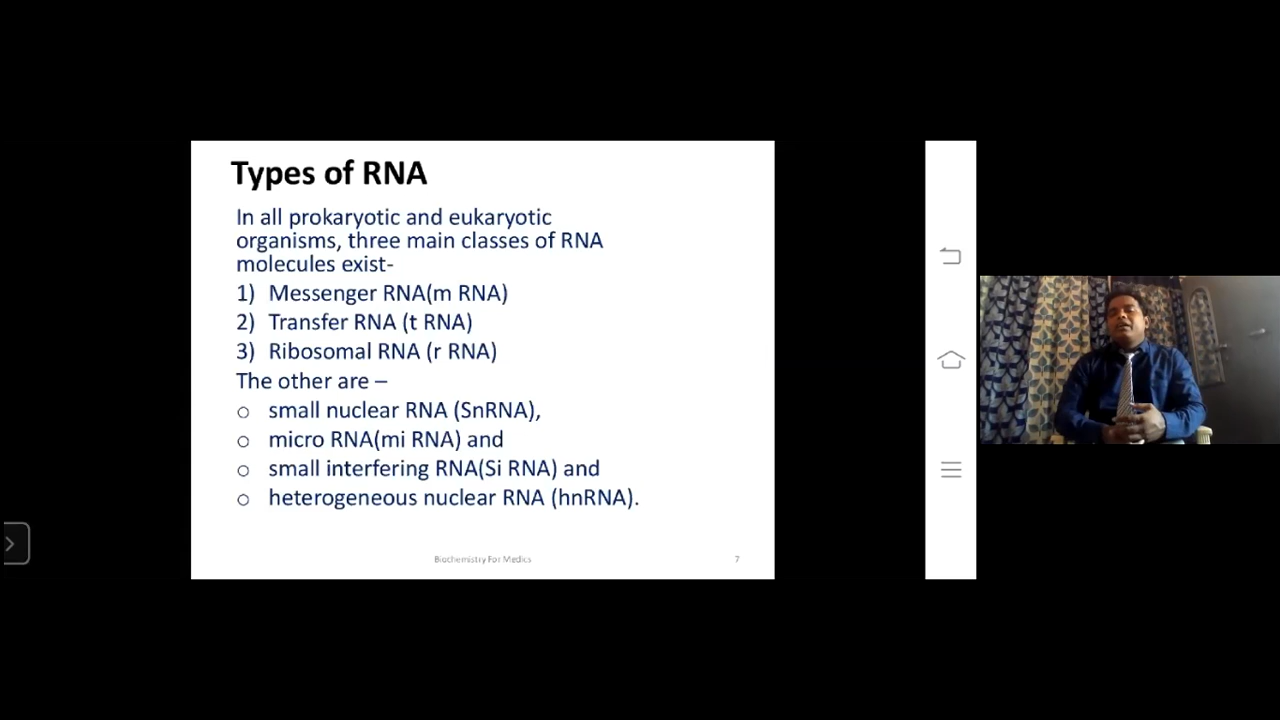 Types of RNA
In all prokaryotic and eukaryotic
organisms, three main classes of RNA
molecules exist-
1) Messenger RNA(m RNA)
2) Transfer RNA (t RNA)
3) Ribosomal RNA (r RNA)
The other are –
o small nuclear RNA (SnRNA),
o micro RNA(mi RNA) and
o small interfering RNA(Si RNA) and
o heterogeneous nuclear RNA (hnRNA).
Biochemistry For Medics 7